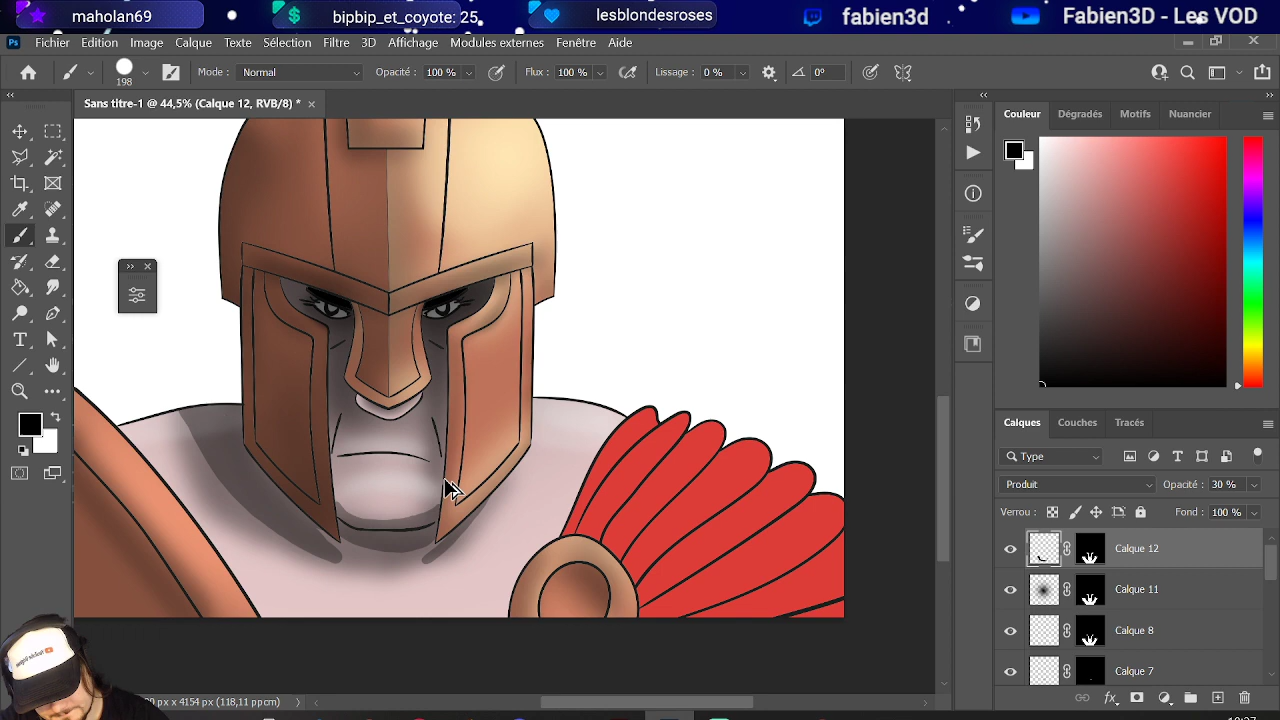 maholan69
bipbip_et_coyote: 25
lesblondesroses
fabien3d
Fabien3D - Les VOD
Ps Fichier Edition Image Calque Texte Sélection Filtre 3D Affichage Modules externes Fenêtre Aide
198
Mode : Normal
Opacité : 100 %
Flux : 100 %
Lissage : 0 %
0°
Sans titre-1 @ 44,5% (Calque 12, RVB/8) *
Couleur Dégradés Motifs Nuancier
Calques Couches Tracés
Type
Produit
Opacité : 30 %
Verrou :
Fond : 100 %
Calque 12
Calque 11
Calque 8
Calque 7
px x 4154 px (118,11 ppcm)